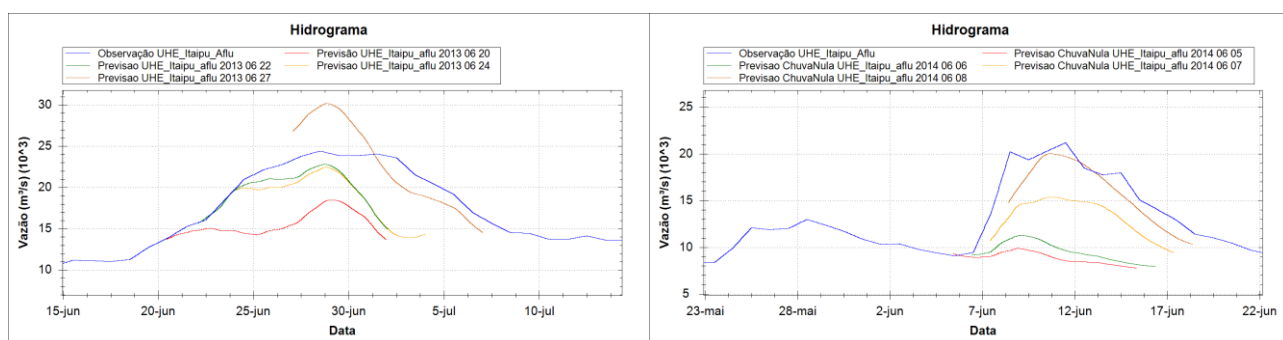 Hidrograma
Observação UHE_Itaipu_Aflu
Previsao UHE_Itaipu_aflu 2013 06 20
Previsao UHE_Itaipu_aflu 2013 06 22
Previsao UHE_Itaipu_aflu 2013 06 24
Previsao UHE_Itaipu_aflu 2013 06 27
Vazão (m³/s) (10^3)
30
25
20
15
10
15-jun
20-jun
25-jun
30-jun
5-jul
10-jul
Data
Hidrograma
Observação UHE_Itaipu_Aflu
Previsao ChuvaNula UHE_Itaipu_aflu 2014 06 05
Previsao ChuvaNula UHE_Itaipu_aflu 2014 06 06
Previsao ChuvaNula UHE_Itaipu_aflu 2014 06 07
Previsao ChuvaNula UHE_Itaipu_aflu 2014 06 08
Vazão (m³/s) (10^3)
25
20
15
10
5
23-mai
28-mai
2-jun
7-jun
12-jun
17-jun
22-jun
Data